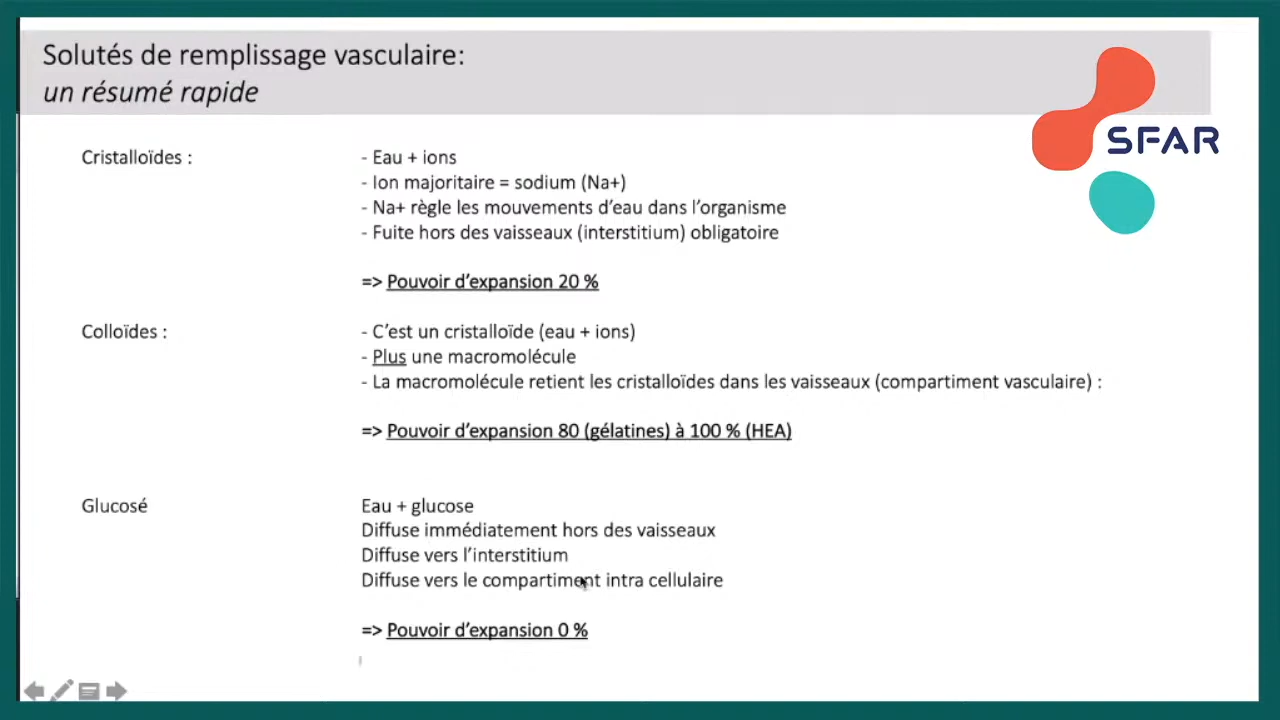 Solutés de remplissage vasculaire:
un résumé rapide
SFAR
Cristalloïdes :
- Eau + ions
- Ion majoritaire = sodium (Na+)
- Na+ règle les mouvements d’eau dans l’organisme
- Fuite hors des vaisseaux (interstitium) obligatoire
=> Pouvoir d’expansion 20 %
Colloïdes :
- C’est un cristalloïde (eau + ions)
- Plus une macromolécule
- La macromolécule retient les cristalloïdes dans les vaisseaux (compartiment vasculaire) :
=> Pouvoir d’expansion 80 (gélatines) à 100 % (HEA)
Glucosé
Eau + glucose
Diffuse immédiatement hors des vaisseaux
Diffuse vers l’interstitium
Diffuse vers le compartiment intra cellulaire
=> Pouvoir d’expansion 0 %